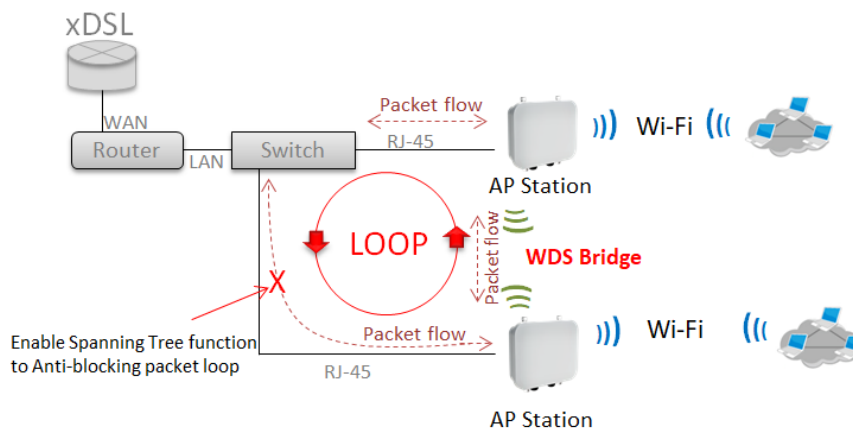 xDSL
WAN
Router
LAN
Switch
Packet flow
RJ-45
AP Station
Wi-Fi
LOOP
Packet flow
WDS Bridge
X
Enable Spanning Tree function
to Anti-blocking packet loop
Packet flow
RJ-45
AP Station
Wi-Fi